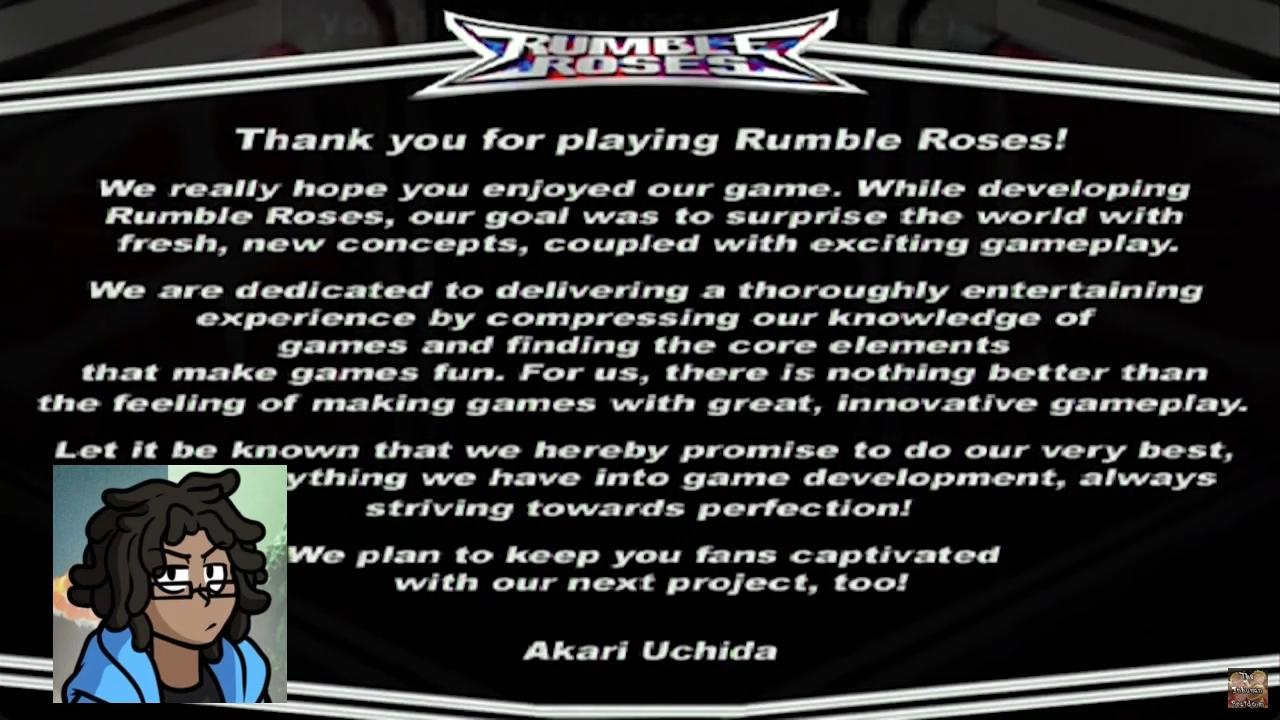 RUMBLE
ROSES
Thank you for playing Rumble Roses!
We really hope you enjoyed our game. While developing
Rumble Roses, our goal was to surprise the world with
fresh, new concepts, coupled with exciting gameplay.
We are dedicated to delivering a thoroughly entertaining
experience by compressing our knowledge of
games and finding the core elements
that make games fun. For us, there is nothing better than
the feeling of making games with great, innovative gameplay.
Let it be known that we hereby promise to do our very best,
ything we have into game development, always
striving towards perfection!
We plan to keep you fans captivated
with our next project, too!
Akari Uchida
The
Inhuman